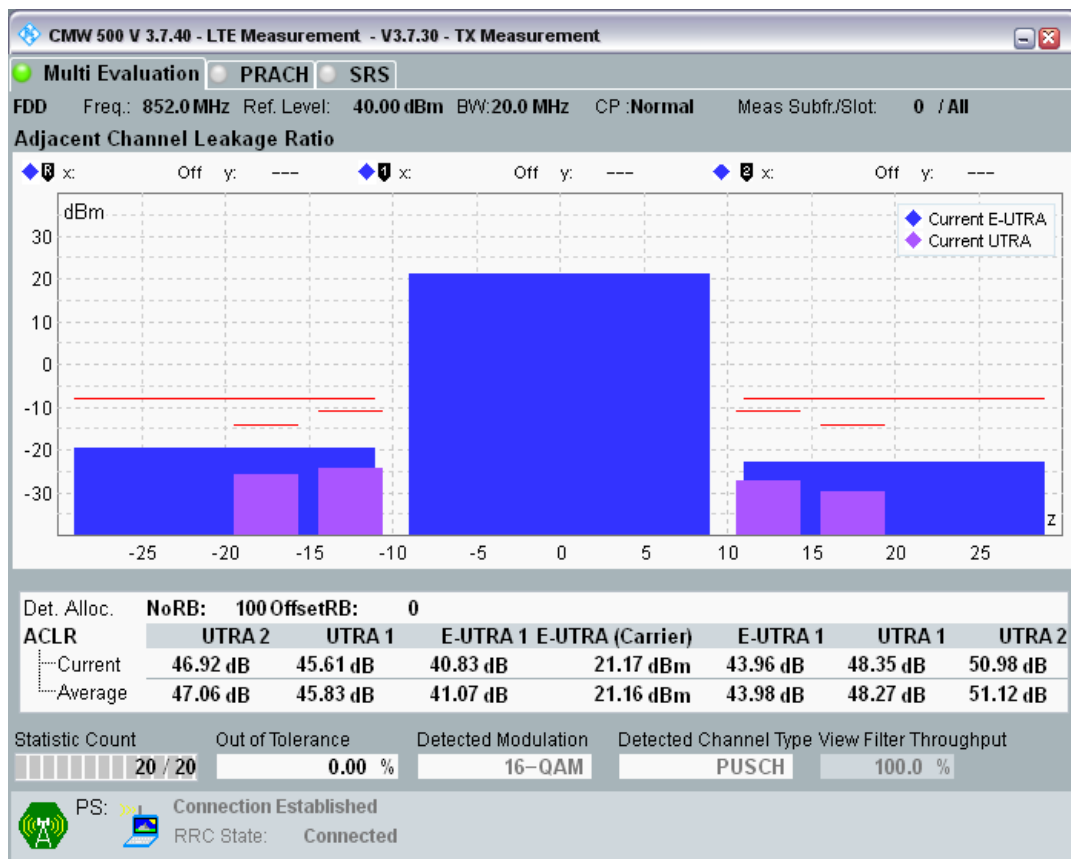 CMW 500 V 3.7.40 - LTE Measurement - V3.7.30 - TX Measurement
Multi Evaluation PRACH SRS
FDD Freq.: 852.0 MHz Ref. Level: 40.00 dBm BW:20.0 MHz CP :Normal Meas Subfr./Slot: 0 / All
Adjacent Channel Leakage Ratio
R x: Off y: --- 1 x: Off y: --- 2 x: Off y: ---
dBm
Current E-UTRA
Current UTRA
30
20
10
0
-10
-20
-30
z
-25 -20 -15 -10 -5 0 5 10 15 20 25
Det. Alloc. NoRB: 100 OffsetRB: 0
ACLR UTRA 2 UTRA 1 E-UTRA 1 E-UTRA (Carrier) E-UTRA 1 UTRA 1 UTRA 2
Current 46.92 dB 45.61 dB 40.83 dB 21.17 dBm 43.96 dB 48.35 dB 50.98 dB
Average 47.06 dB 45.83 dB 41.07 dB 21.16 dBm 43.98 dB 48.27 dB 51.12 dB
Statistic Count Out of Tolerance Detected Modulation Detected Channel Type View Filter Throughput
20 / 20 0.00 % 16-QAM PUSCH 100.0 %
PS: Connection Established
RRC State: Connected